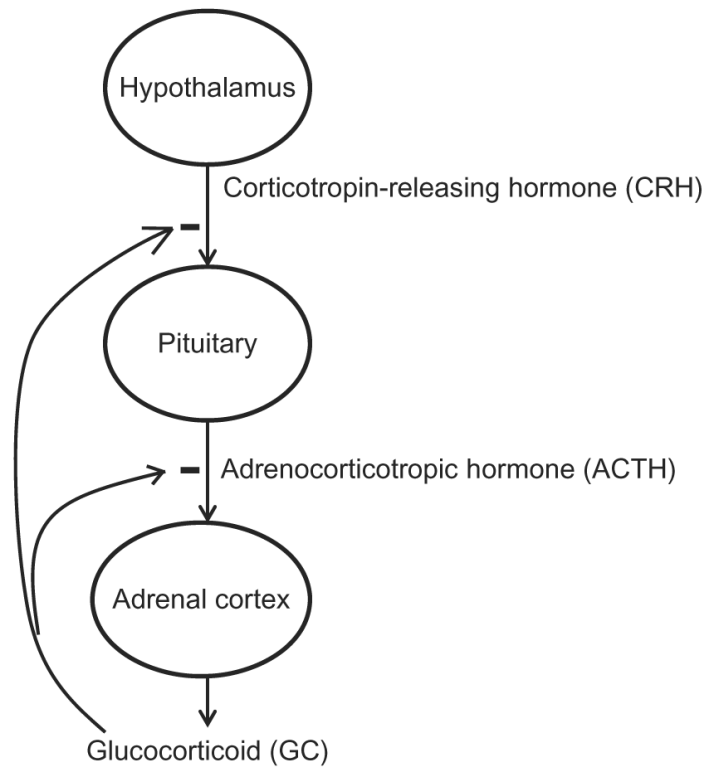 Hypothalamus
Corticotropin-releasing hormone (CRH)
Pituitary
Adrenocorticotropic hormone (ACTH)
Adrenal cortex
Glucocorticoid (GC)